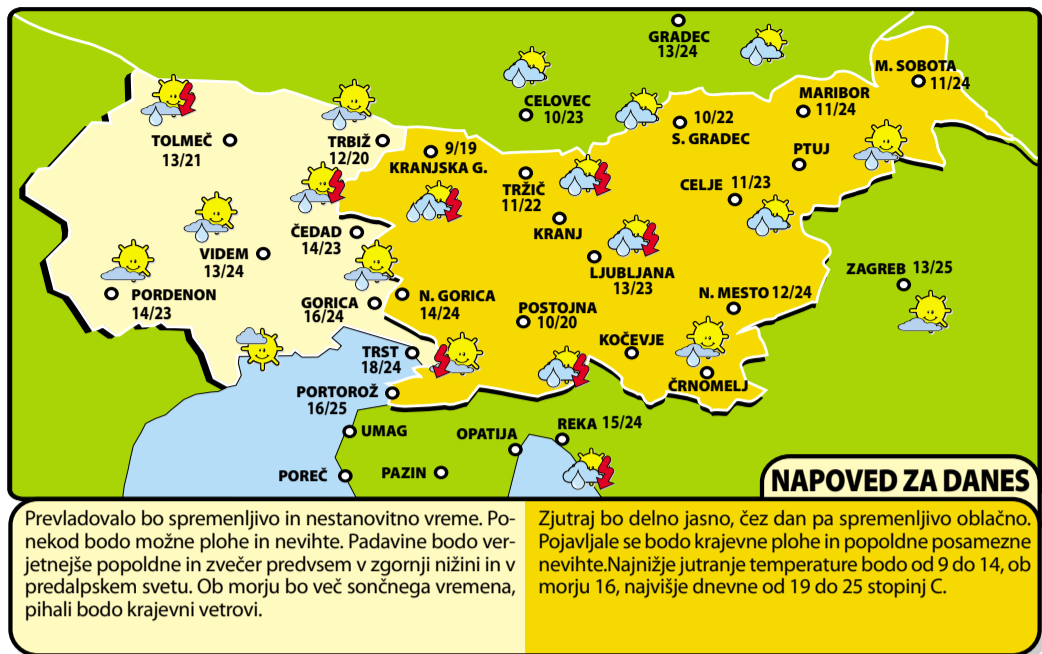 GRADEC
13/24
M. SOBOTA
11/24
MARIBOR
11/24
CELOVEC
10/23
10/22
S. GRADEC
TOLMEČ
13/21
TRBIŽ
12/20
9/19
KRANJSKA G.
PTUJ
TRŽIČ
11/22
CELJE 11/23
KRANJ
ČEDAD
14/23
VIDEM
13/24
LJUBLJANA
13/23
ZAGREB 13/25
PORDENON
14/23
GORICA
16/24
N. GORICA
14/24
N. MESTO 12/24
POSTOJNA
10/20
KOČEVJE
TRST
18/24
ČRNOMELJ
PORTOROŽ
16/25
UMAG
OPATIJA
REKA 15/24
POREČ
PAZIN
NAPOVED ZA DANES
Prevladovalo bo spremenljivo in nestanovitno vreme. Po-
nekod bodo možne plohe in nevihte. Padavine bodo ver-
jetnejše popoldne in zvečer predvsem v zgornji nižini in v
predalpskem svetu. Ob morju bo več sončnega vremena,
pihali bodo krajevni vetrovi.
Zjutraj bo delno jasno, čez dan pa spremenljivo oblačno.
Pojavljale se bodo krajevne plohe in popoldne posamezne
nevihte.Najnižje jutranje temperature bodo od 9 do 14, ob
morju 16, najvišje dnevne od 19 do 25 stopinj C.